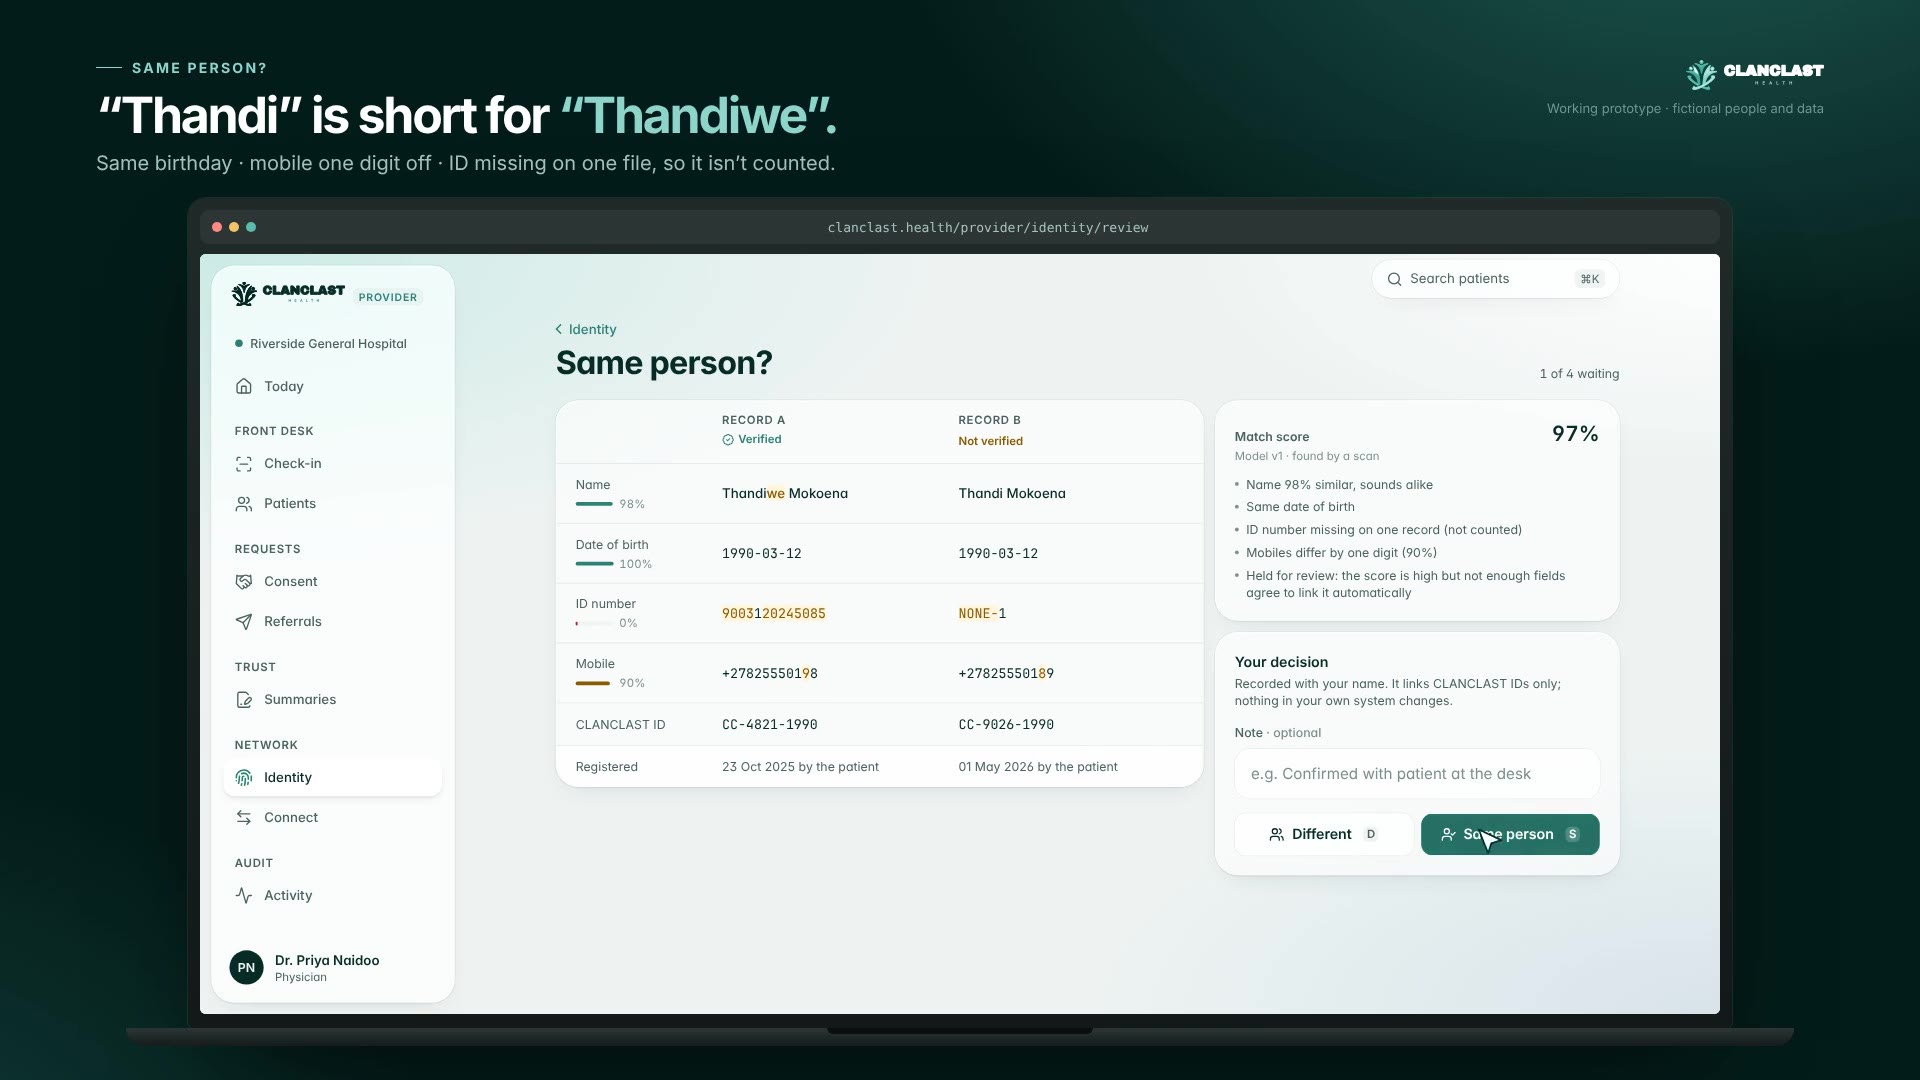 SAME PERSON?
“Thandi” is short for “Thandiwe”.
Same birthday · mobile one digit off · ID missing on one file, so it isn’t counted.
CLANCLAST
HEALTH
Working prototype · fictional people and data
clanclast.health/provider/identity/review
CLANCLAST
HEALTH
PROVIDER
Riverside General Hospital
Today
FRONT DESK
Check-in
Patients
REQUESTS
Consent
Referrals
TRUST
Summaries
NETWORK
Identity
Connect
AUDIT
Activity
PN
Dr. Priya Naidoo
Physician
Search patients ⌘K
Identity
Same person?
1 of 4 waiting
RECORD A RECORD B
Verified Not verified
Name
98%
Thandiwe Mokoena Thandi Mokoena
Date of birth
100%
1990-03-12 1990-03-12
ID number
0%
9003120245085 NONE-1
Mobile
90%
+27825550198 +27825550189
CLANCLAST ID CC-4821-1990 CC-9026-1990
Registered 23 Oct 2025 by the patient 01 May 2026 by the patient
Match score 97%
Model v1 · found by a scan
• Name 98% similar, sounds alike
• Same date of birth
• ID number missing on one record (not counted)
• Mobiles differ by one digit (90%)
• Held for review: the score is high but not enough fields
agree to link it automatically
Your decision
Recorded with your name. It links CLANCLAST IDs only;
nothing in your own system changes.
Note · optional
e.g. Confirmed with patient at the desk
Different D
Same person S